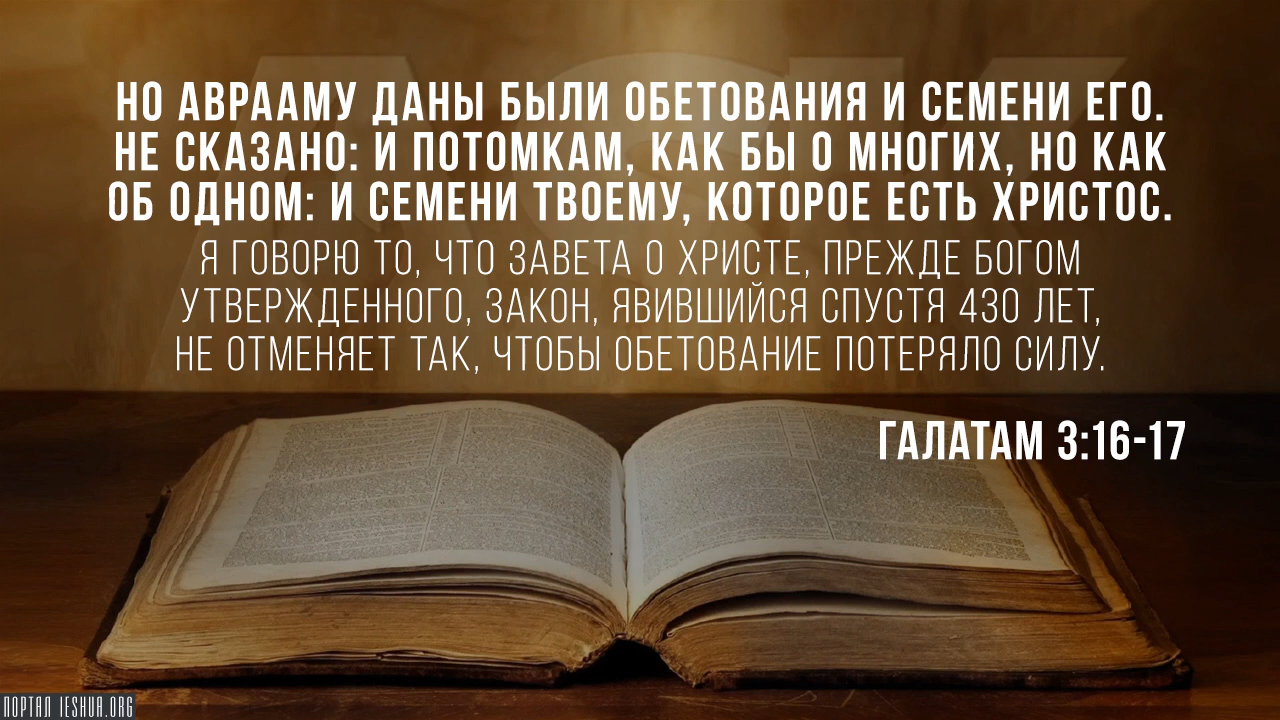 НО АВРААМУ ДАНЫ БЫЛИ ОБЕТОВАНИЯ И СЕМЕНИ ЕГО.
НЕ СКАЗАНО: И ПОТОМКАМ, КАК БЫ О МНОГИХ, НО КАК
ОБ ОДНОМ: И СЕМЕНИ ТВОЕМУ, КОТОРОЕ ЕСТЬ ХРИСТОС.
Я ГОВОРЮ ТО, ЧТО ЗАВЕТА О ХРИСТЕ, ПРЕЖДЕ БОГОМ
УТВЕРЖДЕННОГО, ЗАКОН, ЯВИВШИЙСЯ СПУСТЯ 430 ЛЕТ,
НЕ ОТМЕНЯЕТ ТАК, ЧТОБЫ ОБЕТОВАНИЕ ПОТЕРЯЛО СИЛУ.
ГАЛАТАМ 3:16-17
ПОРТАЛ IESHUA.ORG